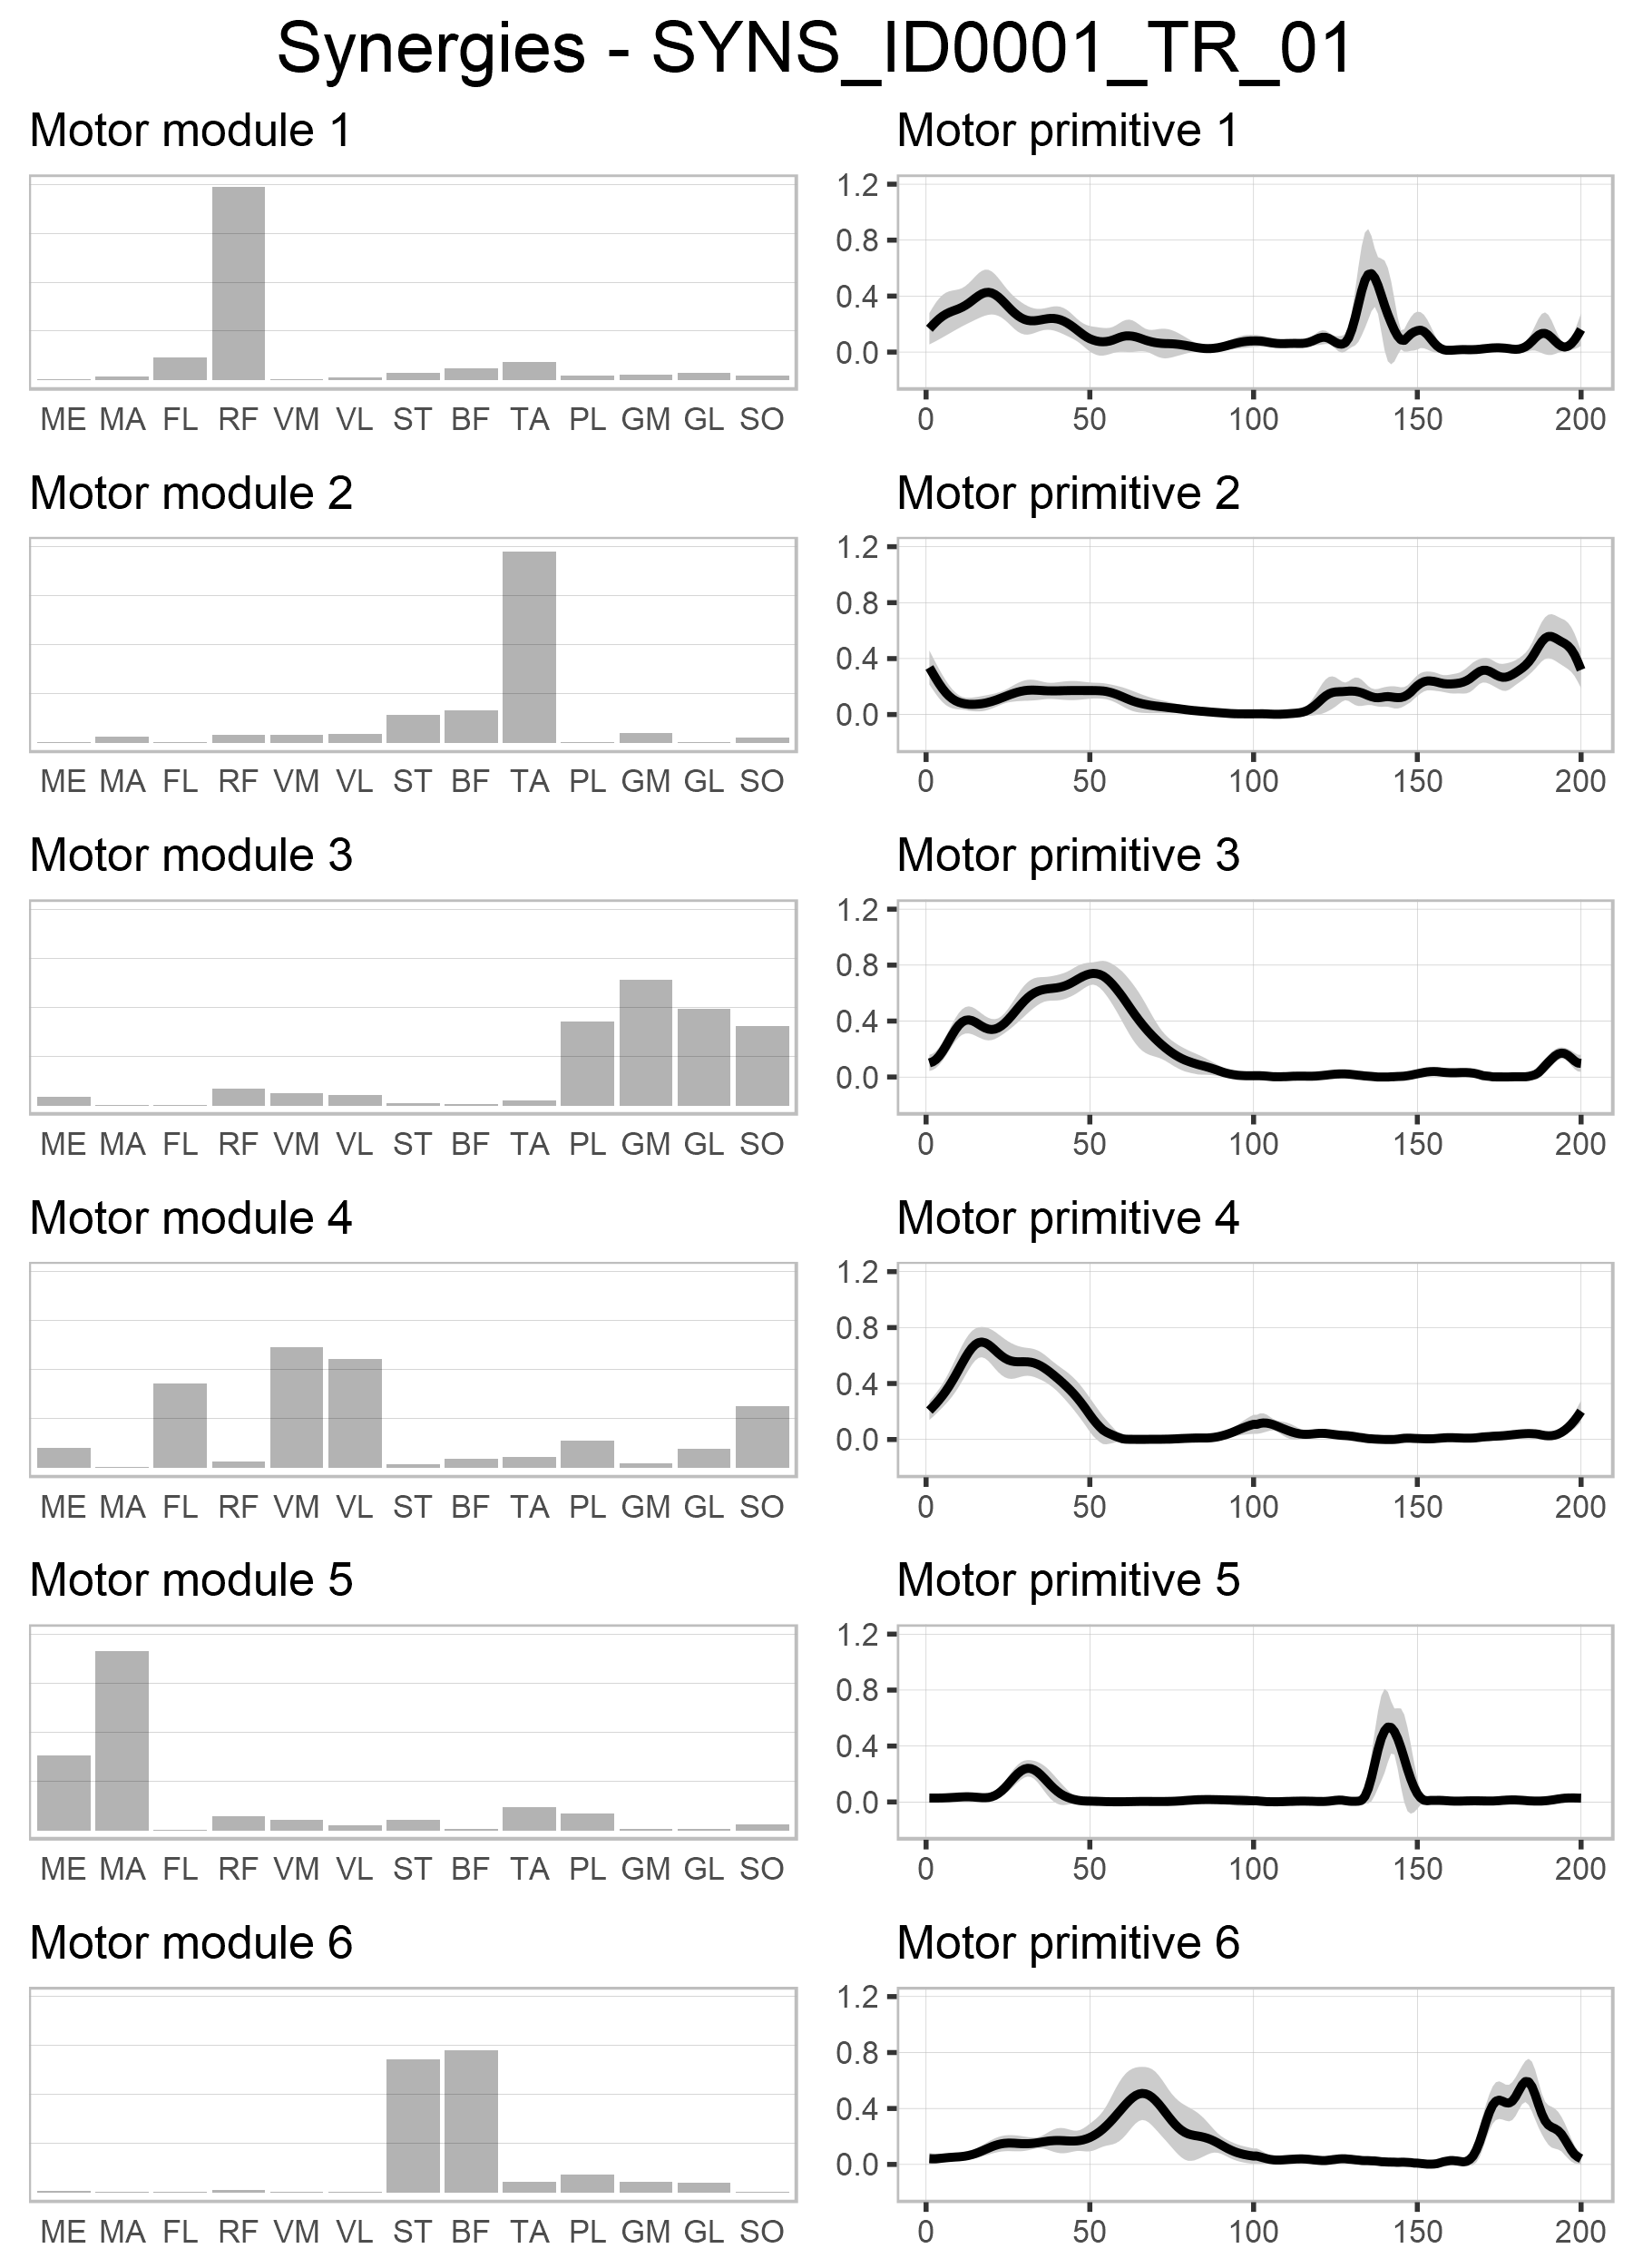 Synergies - SYNS_ID0001_TR_01
Motor module 1
Motor primitive 1
1.2
0.8
0.4
0.0
ME MA FL RF VM VL ST BF TA PL GM GL SO
0 50 100 150 200
Motor module 2
Motor primitive 2
1.2
0.8
0.4
0.0
ME MA FL RF VM VL ST BF TA PL GM GL SO
0 50 100 150 200
Motor module 3
Motor primitive 3
1.2
0.8
0.4
0.0
ME MA FL RF VM VL ST BF TA PL GM GL SO
0 50 100 150 200
Motor module 4
Motor primitive 4
1.2
0.8
0.4
0.0
ME MA FL RF VM VL ST BF TA PL GM GL SO
0 50 100 150 200
Motor module 5
Motor primitive 5
1.2
0.8
0.4
0.0
ME MA FL RF VM VL ST BF TA PL GM GL SO
0 50 100 150 200
Motor module 6
Motor primitive 6
1.2
0.8
0.4
0.0
ME MA FL RF VM VL ST BF TA PL GM GL SO
0 50 100 150 200